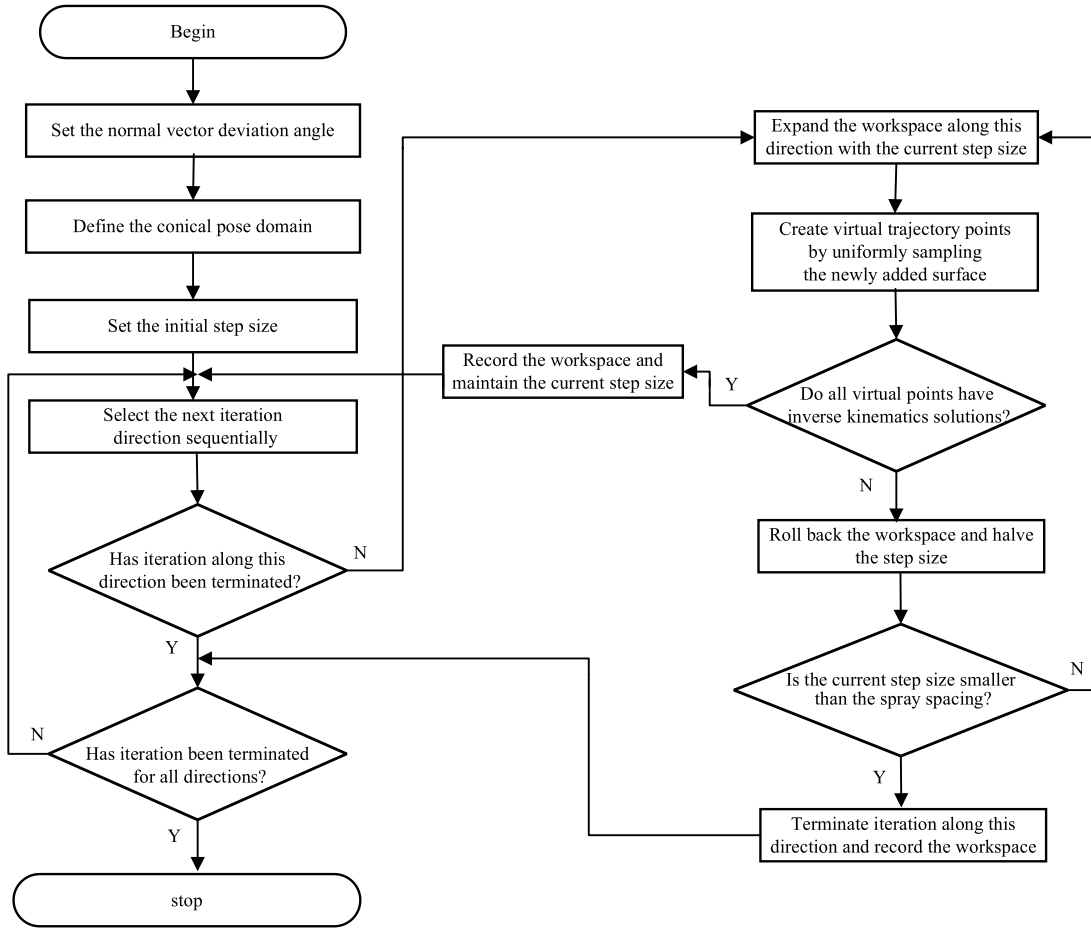 Begin
Set the normal vector deviation angle
Define the conical pose domain
Set the initial step size
Select the next iteration
direction sequentially
Has iteration along this
direction been terminated?
N
Y
Has iteration been terminated
for all directions?
N
Y
stop
Expand the workspace along this
direction with the current step size
Create virtual trajectory points
by uniformly sampling
the newly added surface
Do all virtual points have
inverse kinematics solutions?
Y
Record the workspace and
maintain the current step size
N
Roll back the workspace and halve
the step size
Is the current step size smaller
than the spray spacing?
N
Y
Terminate iteration along this
direction and record the workspace